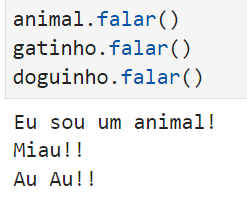 animal.falar()
gatinho.falar()
doguinho.falar()
Eu sou um animal!
Miau!!
Au Au!!